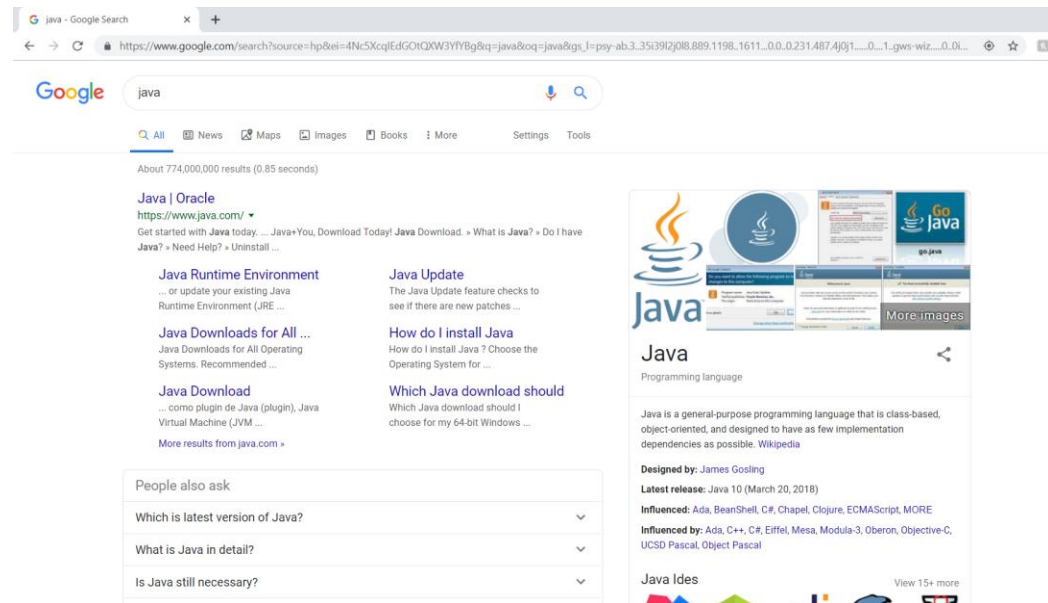 java - Google Search
https://www.google.com/search?source=hp&ei=4Nc5XcqlEdGOtQXW3YfYBg&q=java&oq=java&gs_l=psy-ab.3..35i39l2j0l8.889.1198..1611...0.0..0.231.487.4j0j1......0....1..gws-wiz.....0..0i...
Google
java
All News Maps Images Books More Settings Tools
About 774,000,000 results (0.85 seconds)
Java | Oracle
https://www.java.com/
Get started with Java today. ... Java+You, Download Today! Java Download. » What is Java? » Do I have
Java? » Need Help? » Uninstall ...
Java Runtime Environment
... or update your existing Java
Runtime Environment (JRE ...
Java Update
The Java Update feature checks to
see if there are new patches ...
Java Downloads for All ...
Java Downloads for All Operating
Systems. Recommended ...
How do I install Java
How do I install Java ? Choose the
Operating System for ...
Java Download
... como plugin de Java (plugin), Java
Virtual Machine (JVM ...
Which Java download should
Which Java download should I
choose for my 64-bit Windows ...
More results from java.com »
People also ask
Which is latest version of Java?
What is Java in detail?
Is Java still necessary?
Java
Go
Java
go.java
More images
Java
Programming language
Java is a general-purpose programming language that is class-based,
object-oriented, and designed to have as few implementation
dependencies as possible. Wikipedia
Designed by: James Gosling
Latest release: Java 10 (March 20, 2018)
Influenced: Ada, BeanShell, C#, Chapel, Clojure, ECMAScript, MORE
Influenced by: Ada, C++, C#, Eiffel, Mesa, Modula-3, Oberon, Objective-C,
UCSD Pascal, Object Pascal
Java Ides
View 15+ more